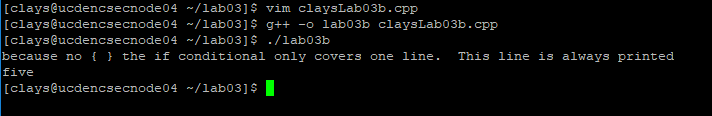 [clays@ucdencsecnode04 ~/lab03]$ vim claysLab03b.cpp
[clays@ucdencsecnode04 ~/lab03]$ g++ -o lab03b claysLab03b.cpp
[clays@ucdencsecnode04 ~/lab03]$ ./lab03b
because no { } the if conditional only covers one line.  This line is always printed
five
[clays@ucdencsecnode04 ~/lab03]$